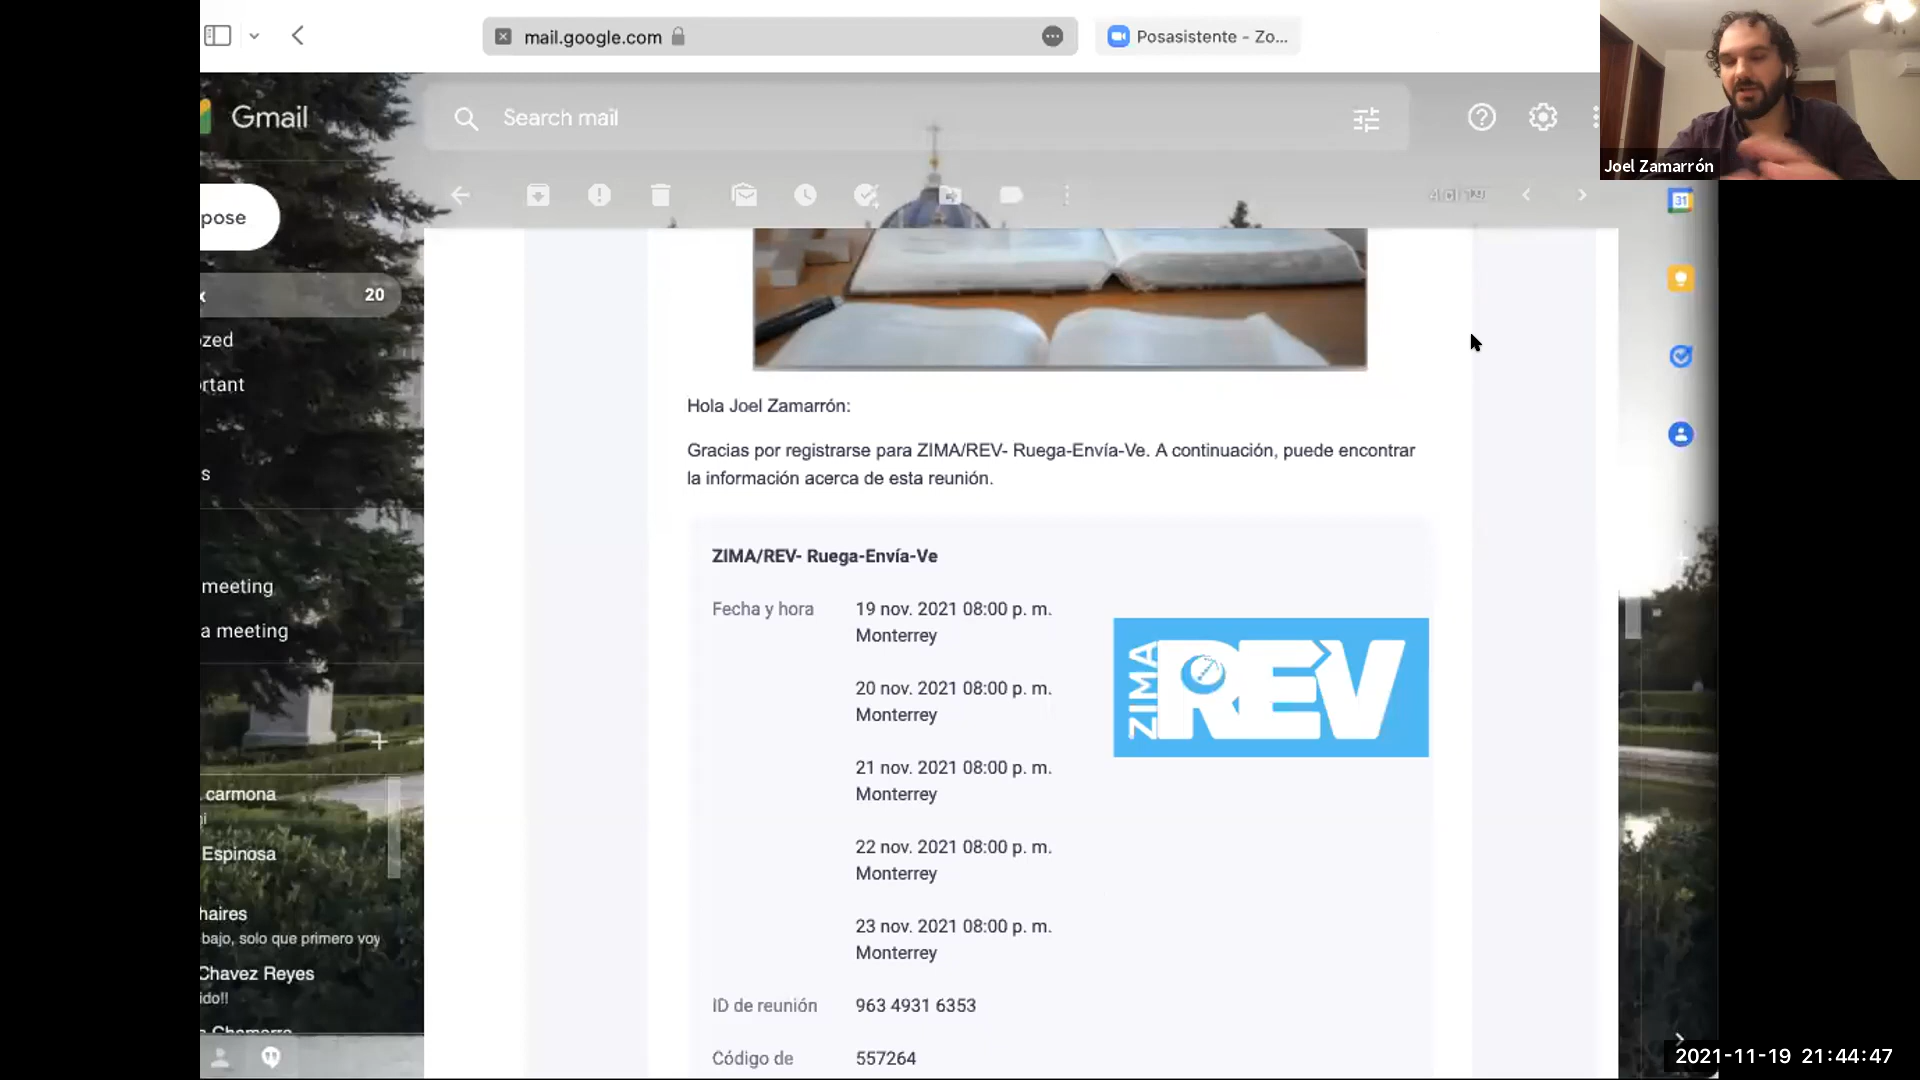 mail.google.com
Posasistente - Zo...
Gmail
Search mail
Joel Zamarrón
pose
31
x
20
zed
rtant
Hola Joel Zamarrón:
Gracias por registrarse para ZIMA/REV- Ruega-Envía-Ve. A continuación, puede encontrar
la información acerca de esta reunión.
s
ZIMA/REV- Ruega-Envía-Ve
meeting
a meeting
Fecha y hora
19 nov. 2021 08:00 p. m.
Monterrey
20 nov. 2021 08:00 p. m.
Monterrey
ZIMA REV
21 nov. 2021 08:00 p. m.
Monterrey
22 nov. 2021 08:00 p. m.
Monterrey
23 nov. 2021 08:00 p. m.
Monterrey
carmona
Espinosa
haires
bajo, solo que primero voy
Chavez Reyes
ido!!
ID de reunión
963 4931 6353
Código de
557264
2021-11-19 21:44:47